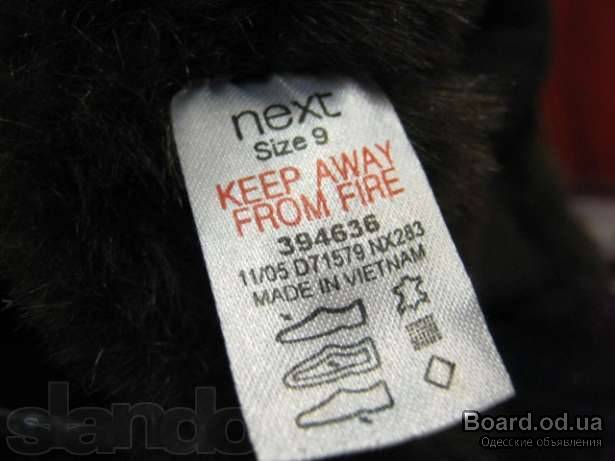 next
Size 9
KEEP AWAY
FROM FIRE
394636
11/05 D71579 NX283
MADE IN VIETNAM
slando
Board.od.ua
Одесские объявления